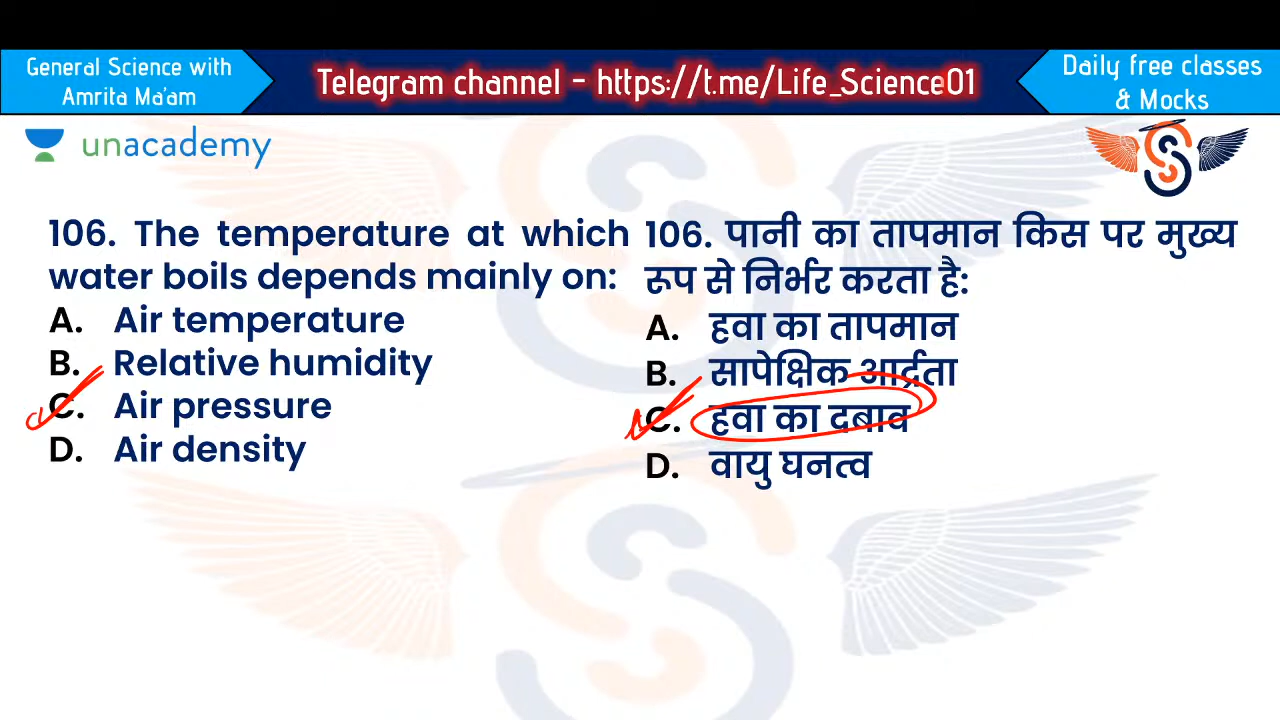 General Science with
Amrita Ma'am
Telegram channel - https://t.me/Life_Science01
Daily free classes
& Mocks
unacademy
106. The temperature at which
water boils depends mainly on:
A. Air temperature
B. Relative humidity
C. Air pressure
D. Air density
106. पानी का तापमान किस पर मुख्य
रूप से निर्भर करता है:
A. हवा का तापमान
B. सापेक्षिक आर्द्रता
C. हवा का दबाव
D. वायु घनत्व